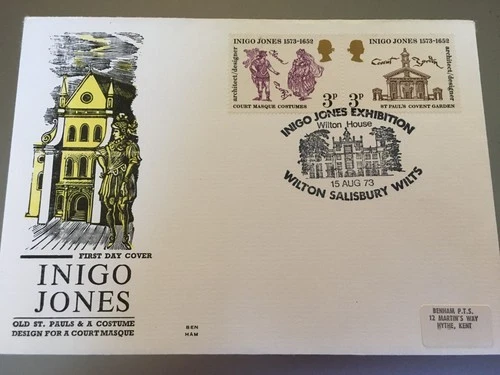 INIGO JONES 1573-1652
architect/designer
3P
COURT MASQUE COSTUMES
INIGO JONES 1573-1652
architect/designer
3P
ST PAUL'S COVENT GARDEN
INIGO JONES EXHIBITION
Wilton House
15 AUG 73
WILTON SALISBURY WILTS
FIRST DAY COVER
INIGO
JONES
OLD ST. PAULS & A COSTUME
DESIGN FOR A COURT MASQUE
BEN
HAM
BENHAM P.T.S.
12 MARTIN'S WAY
HYTHE, KENT